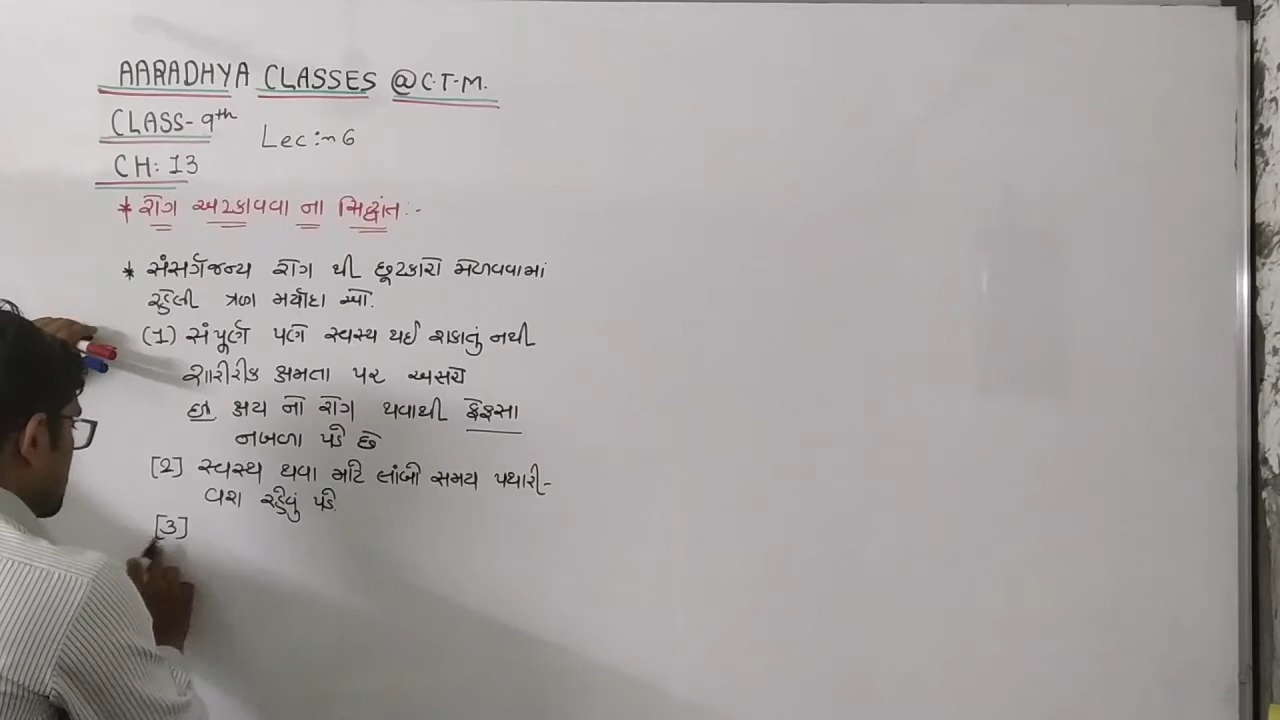 AARADHYA CLASSES @C.T.M.
CLASS-9th Lec:~6
CH: 13
* રોગ અટકાવવા ના સિદ્ધાંત:-
* સંસર્ગજન્ય રોગ થી છૂટકારો મેળવવામાં
રહેલી ત્રણ મર્યાદા આપો.
(1) સંપૂર્ણ પણે સ્વસ્થ થઈ શકાતું નથી
શારીરીક ક્ષમતા પર અસર
ક્ષય નો રોગ થવાથી ફેફસા
નબળા પડે છે
[2] સ્વસ્થ થવા માટે લાંબો સમય પથારી-
વશ રહેવું પડે.
[3]